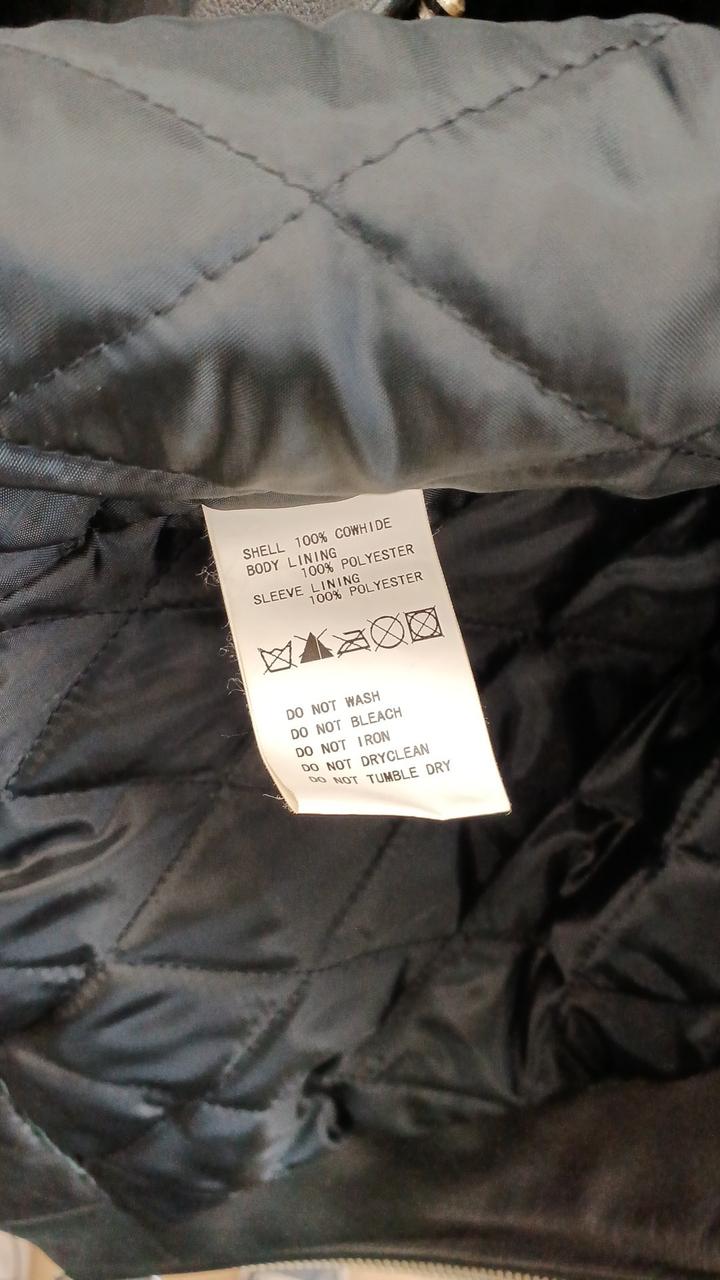 SHELL 100% COWHIDE
BODY LINING
100% POLYESTER
SLEEVE LINING
100% POLYESTER
DO NOT WASH
DO NOT BLEACH
DO NOT IRON
DO NOT DRYCLEAN
DO NOT TUMBLE DRY